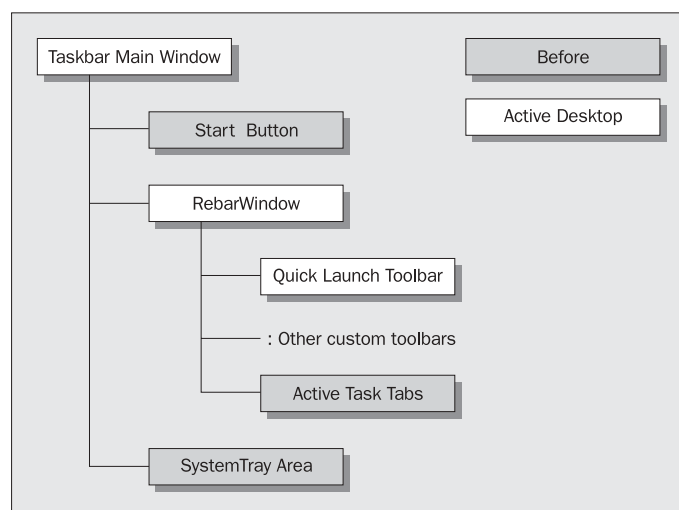 Taskbar Main Window
Before
Active Desktop
Start Button
RebarWindow
Quick Launch Toolbar
: Other custom toolbars
Active Task Tabs
SystemTray Area